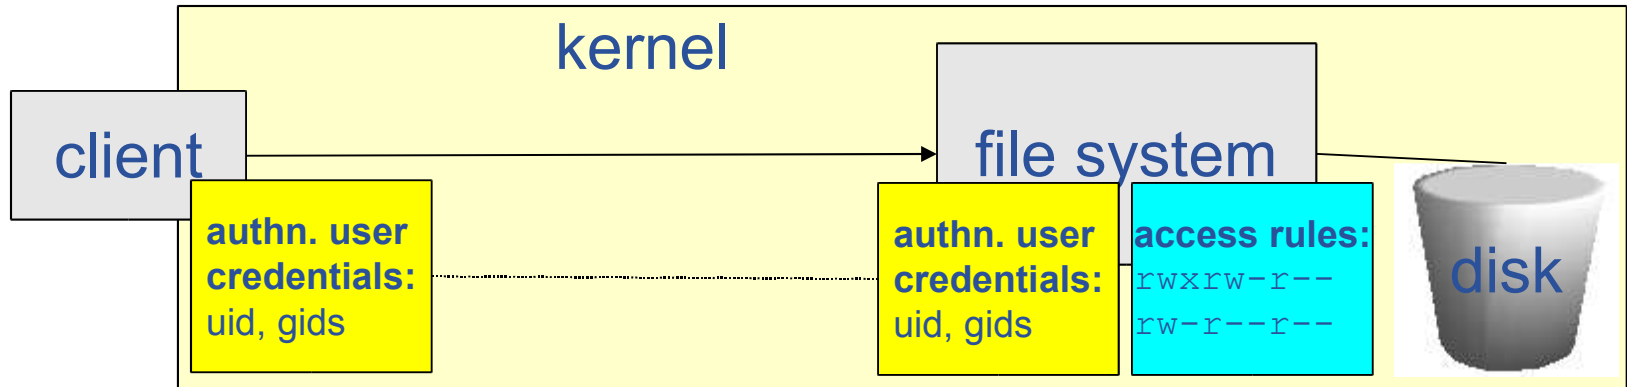 kernel
client
file system
authn. user
credentials:
uid, gids
authn. user
credentials:
uid, gids
access rules:
rwxrw-r--
rw-r--r--
disk